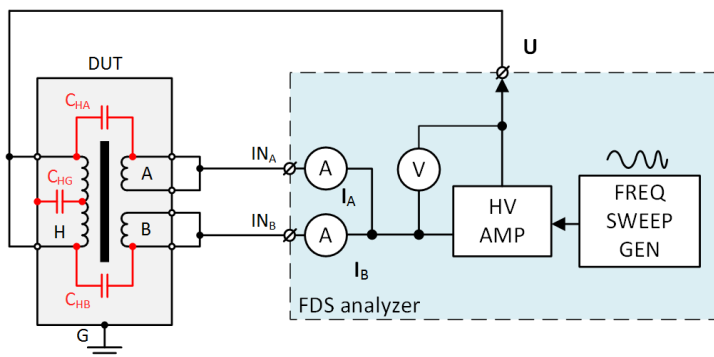 DUT
U
C_HA
A
IN_A
A
I_A
V
C_HG
H
B
IN_B
A
I_B
HV
AMP
FREQ
SWEEP
GEN
C_HB
G
FDS analyzer